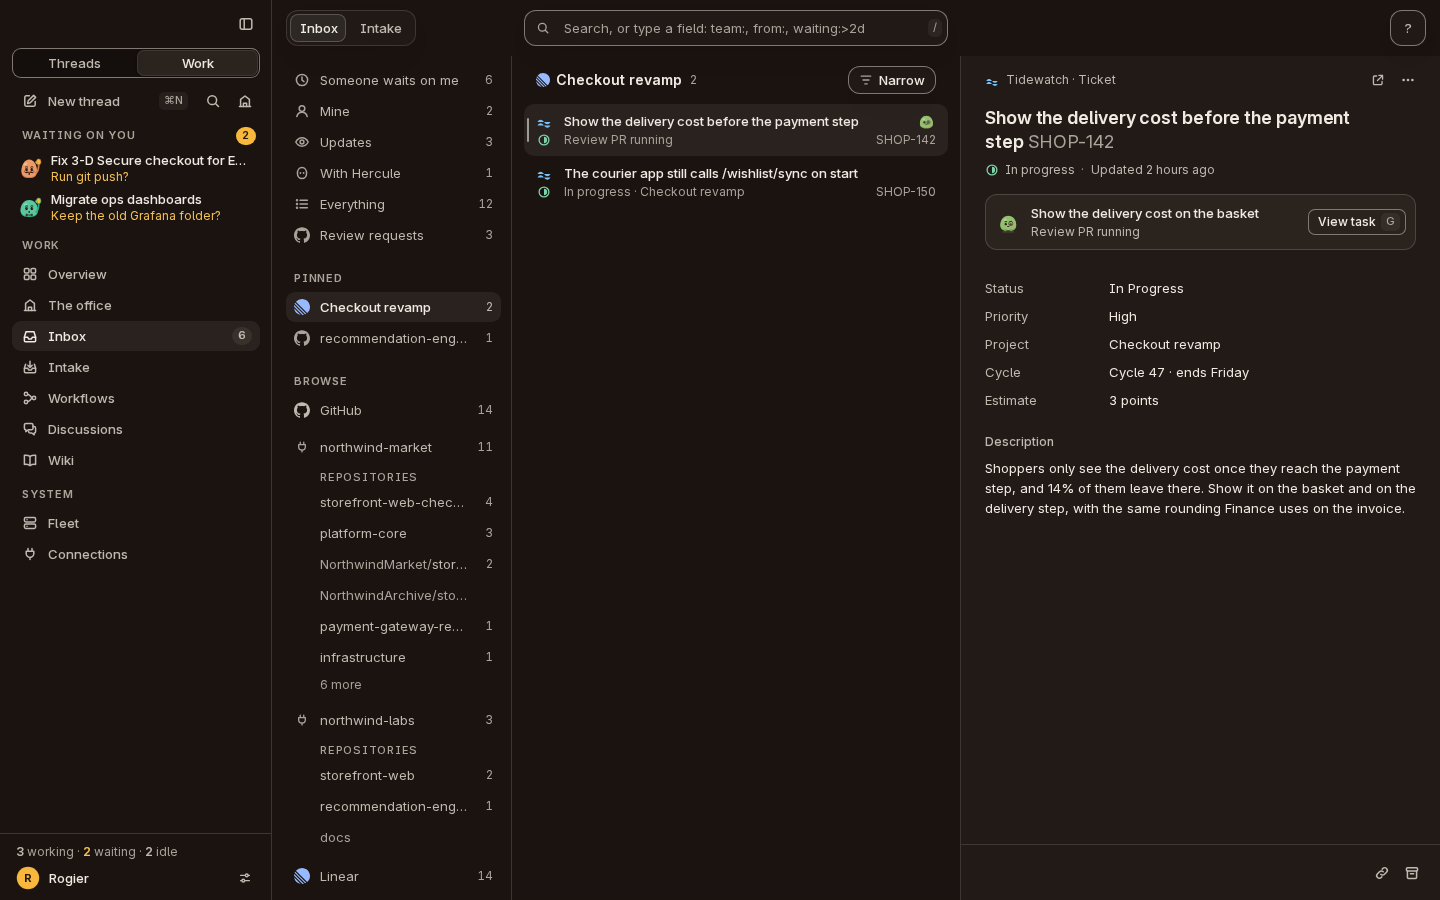 Threads
Work
New thread
⌘N
WAITING ON YOU
2
Fix 3-D Secure checkout for E…
Run git push?
Migrate ops dashboards
Keep the old Grafana folder?
WORK
Overview
The office
Inbox
6
Intake
Workflows
Discussions
Wiki
SYSTEM
Fleet
Connections
3 working · 2 waiting · 2 idle
R
Rogier
Inbox
Intake
Someone waits on me
6
Mine
2
Updates
3
With Hercule
1
Everything
12
Review requests
3
PINNED
Checkout revamp
2
recommendation-eng…
1
BROWSE
GitHub
14
northwind-market
11
REPOSITORIES
storefront-web-chec…
4
platform-core
3
NorthwindMarket/stor…
2
NorthwindArchive/sto…
payment-gateway-re…
1
infrastructure
1
6 more
northwind-labs
3
REPOSITORIES
storefront-web
2
recommendation-eng…
1
docs
Linear
14
Search, or type a field: team:, from:, waiting:>2d
/
?
Checkout revamp 2
Narrow
Show the delivery cost before the payment step
Review PR running
SHOP-142
The courier app still calls /wishlist/sync on start
In progress · Checkout revamp
SHOP-150
Tidewatch · Ticket
Show the delivery cost before the payment
step SHOP-142
In progress · Updated 2 hours ago
Show the delivery cost on the basket
Review PR running
View task
G
Status
In Progress
Priority
High
Project
Checkout revamp
Cycle
Cycle 47 · ends Friday
Estimate
3 points
Description
Shoppers only see the delivery cost once they reach the payment
step, and 14% of them leave there. Show it on the basket and on the
delivery step, with the same rounding Finance uses on the invoice.